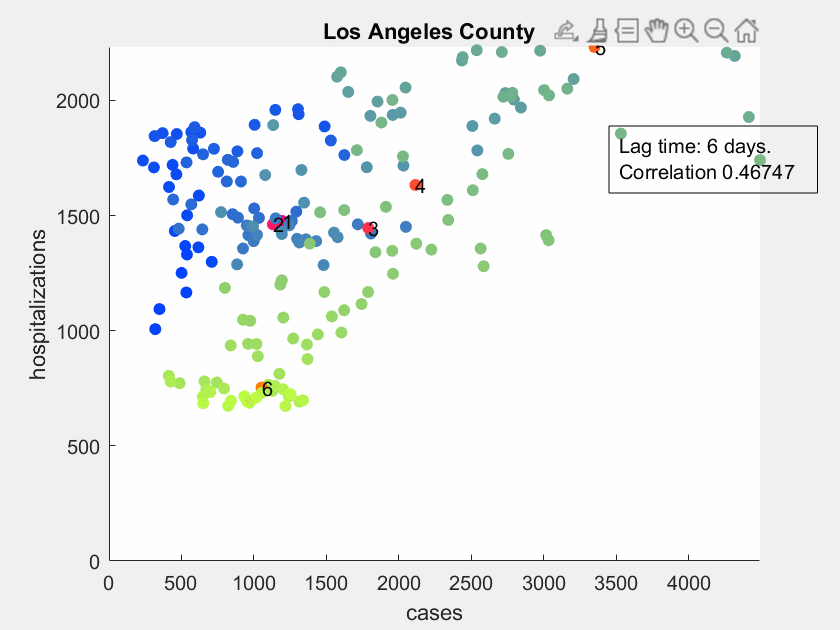 Los Angeles County
5
2000
Lag time: 6 days.
Correlation 0.46747
4
1500
21
3
hospitalizations
1000
6
500
0
0 500 1000 1500 2000 2500 3000 3500 4000
cases